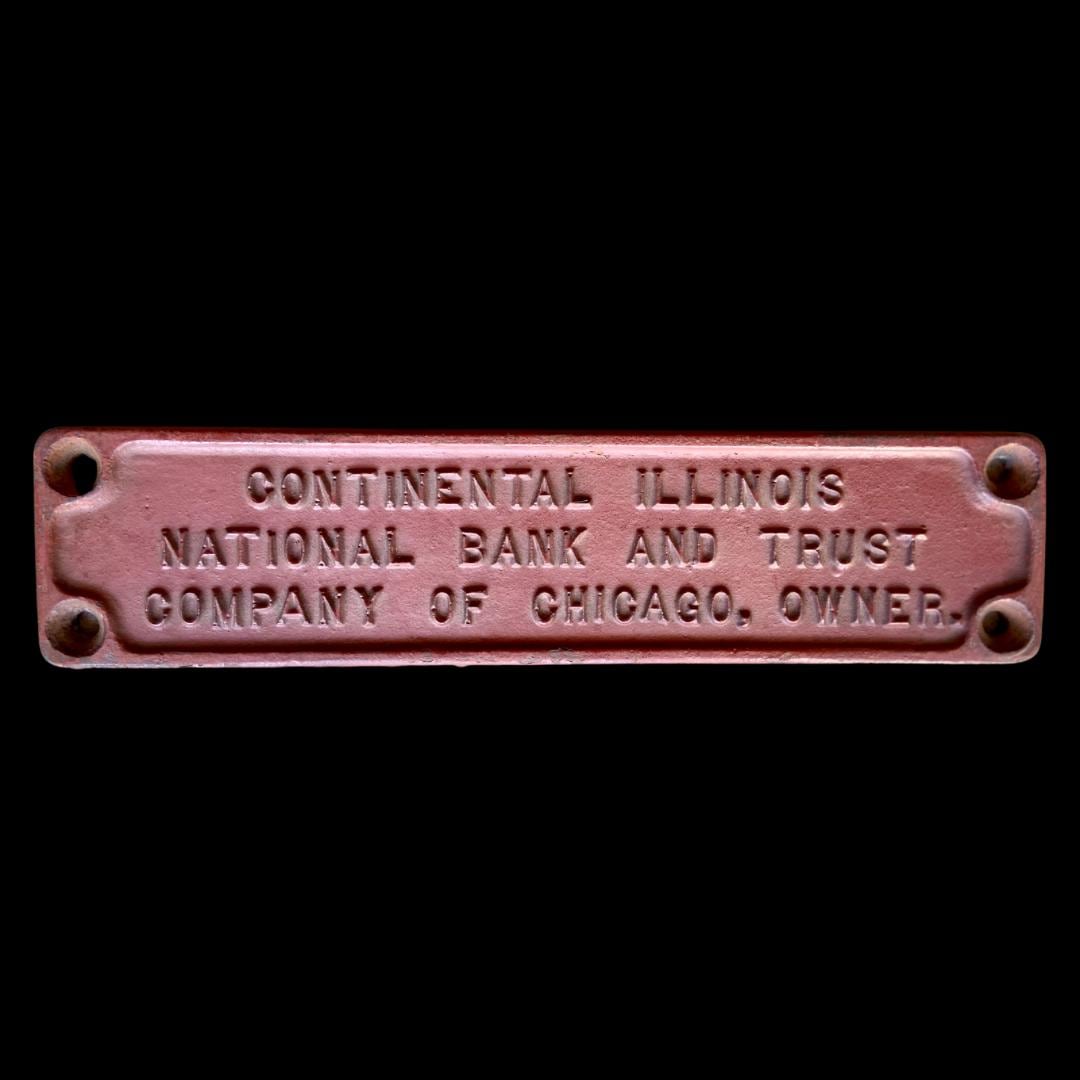 CONTINENTAL ILLINOIS
NATIONAL BANK AND TRUST
COMPANY OF CHICAGO, OWNER.